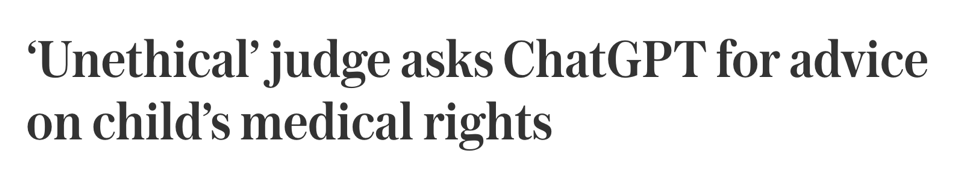 ‘Unethical’ judge asks ChatGPT for advice
on child’s medical rights